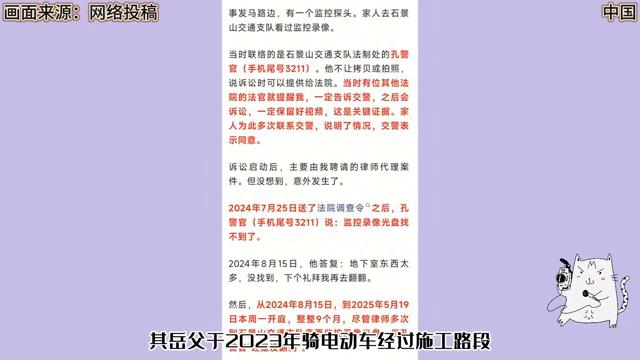 画面来源：网络投稿
中国
事发马路边，有一个监控探头。家人去石景
山交通支队看过监控录像。
当时联络的是石景山交通支队法制处的孔警
官（手机尾号3211）。他不让拷贝或拍照，
说诉讼时可以提供给法院。当时有位其他法
院的法官就提醒我，一定告诉交警，之后会
诉讼，一定保留好视频，这是关键证据。家
人为此多次联系交警，说明了情况，交警表
示同意。
诉讼启动后，主要由我聘请的律师代理案
件。但没想到，意外发生了。
2024年7月25日送了法院调查令之后，孔
警官（手机尾号3211）说：监控录像光盘找
不到了。
2024年8月15日，他答复：地下室东西太
多，没找到，下个礼拜我再去翻翻。
然后，从2024年8月15日，到2025年5月19
日本周一开庭，整整9个月，尽管律师多次
其岳父于2023年骑电动车经过施工路段